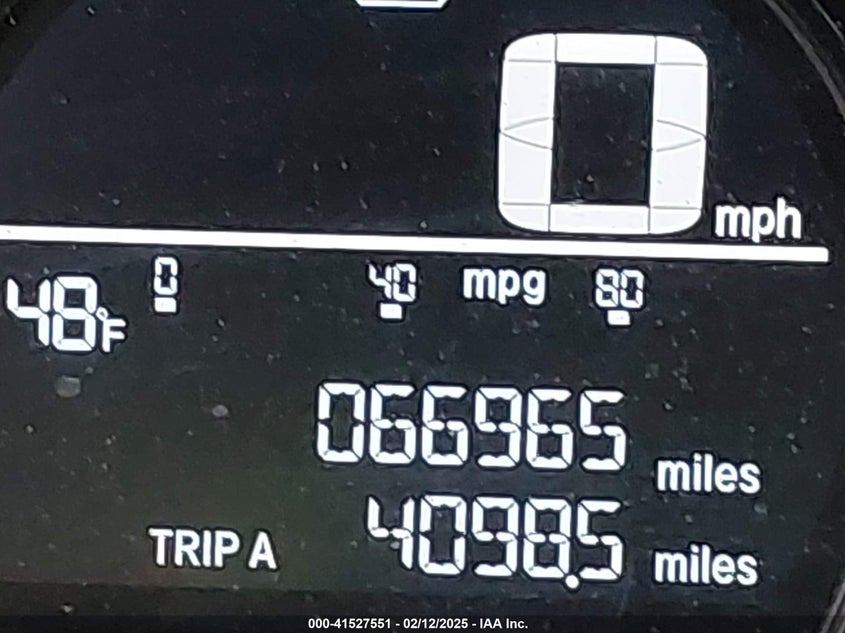 0 mph
0 40 mpg 80
48°F
066965 miles
TRIP A 4098.5 miles
000-41527551 - 02/12/2025 - IAA Inc.